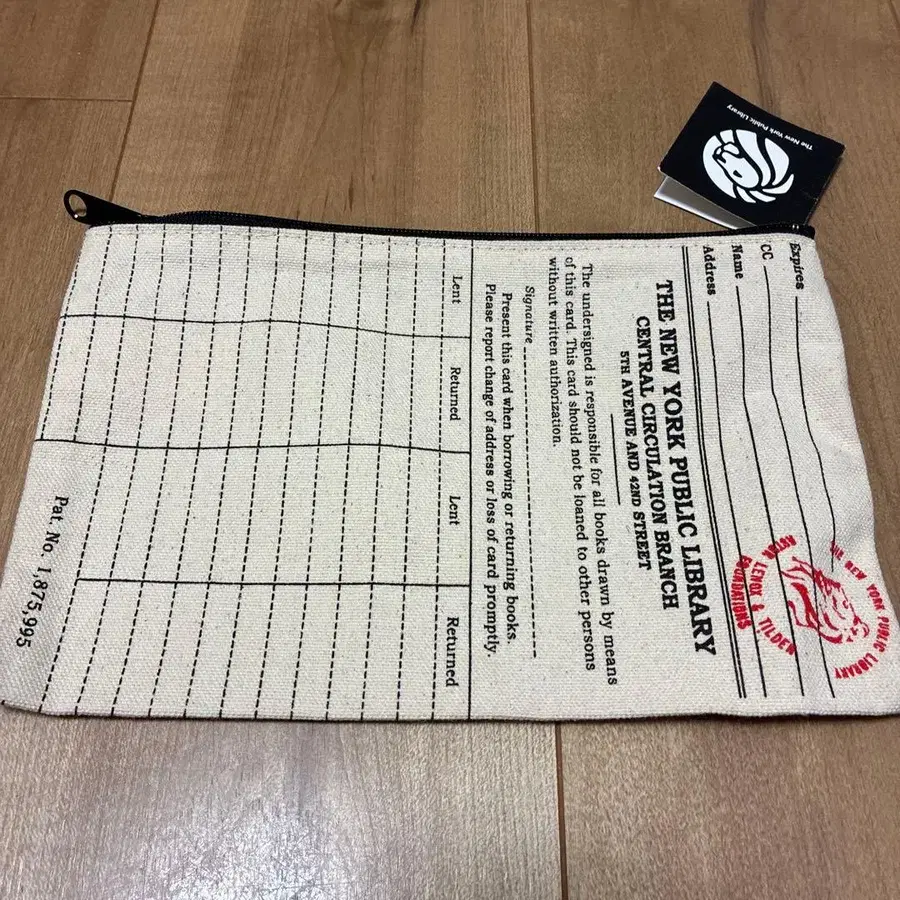 The New York Public Library
Expires
CC
Name
Address
THE NEW YORK PUBLIC LIBRARY
ASTOR LENOX & TILDEN
FOUNDATIONS
THE NEW YORK PUBLIC LIBRARY
CENTRAL CIRCULATION BRANCH
5TH AVENUE AND 42ND STREET
The undersigned is responsible for all books drawn by means
of this card. This card should not be loaned to other persons
without written authorization.
Signature
Present this card when borrowing or returning books.
Please report change of address or loss of card promptly.
Lent Returned Lent Returned
Pat. No. 1,875,995